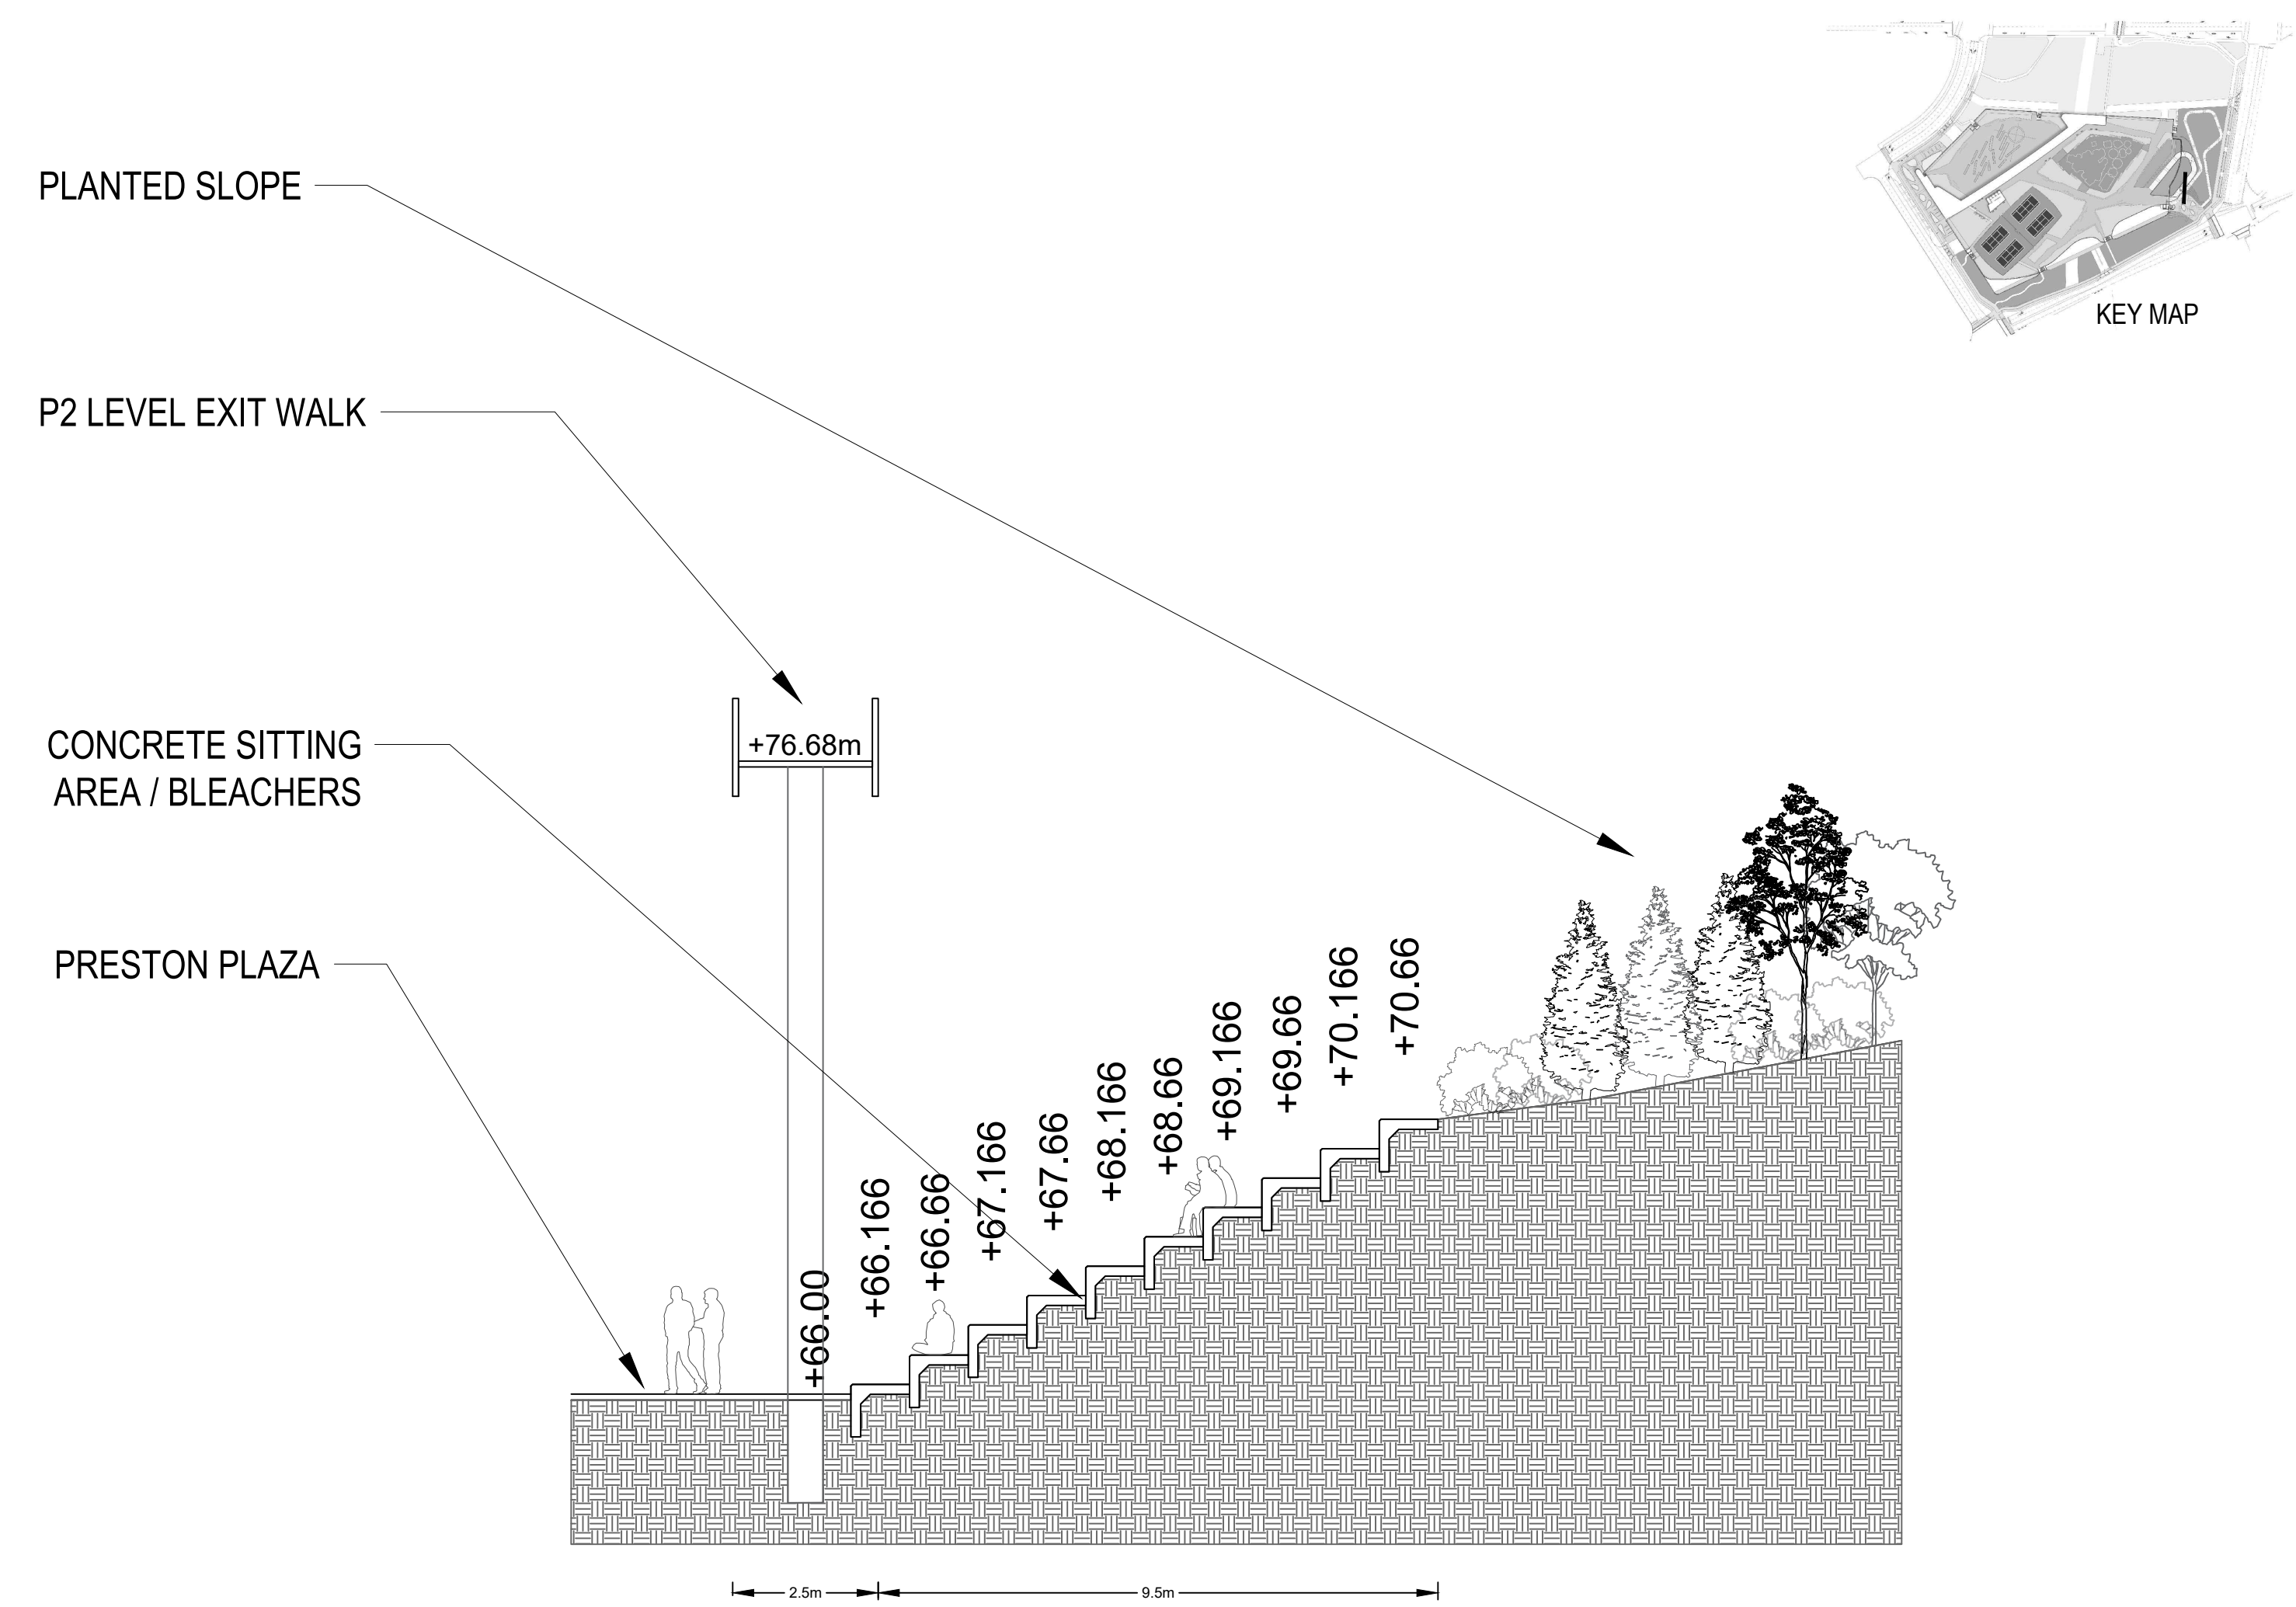 PLANTED SLOPE
KEY MAP
P2 LEVEL EXIT WALK
+76.68m
CONCRETE SITTING
AREA / BLEACHERS
PRESTON PLAZA
+66.00
+66.166
+66.66
+67.166
+67.66
+68.166
+68.66
+69.166
+69.66
+70.166
+70.66
2.5m
9.5m